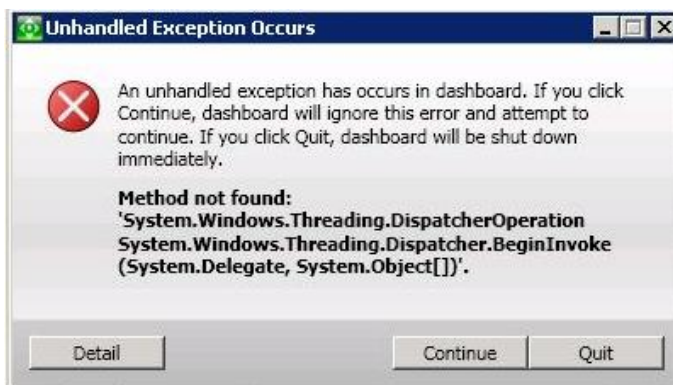 Unhandled Exception Occurs
An unhandled exception has occurs in dashboard. If you click
Continue, dashboard will ignore this error and attempt to
continue. If you click Quit, dashboard will be shut down
immediately.
Method not found:
'System.Windows.Threading.DispatcherOperation
System.Windows.Threading.Dispatcher.BeginInvoke
(System.Delegate, System.Object[])'.
Detail
Continue
Quit